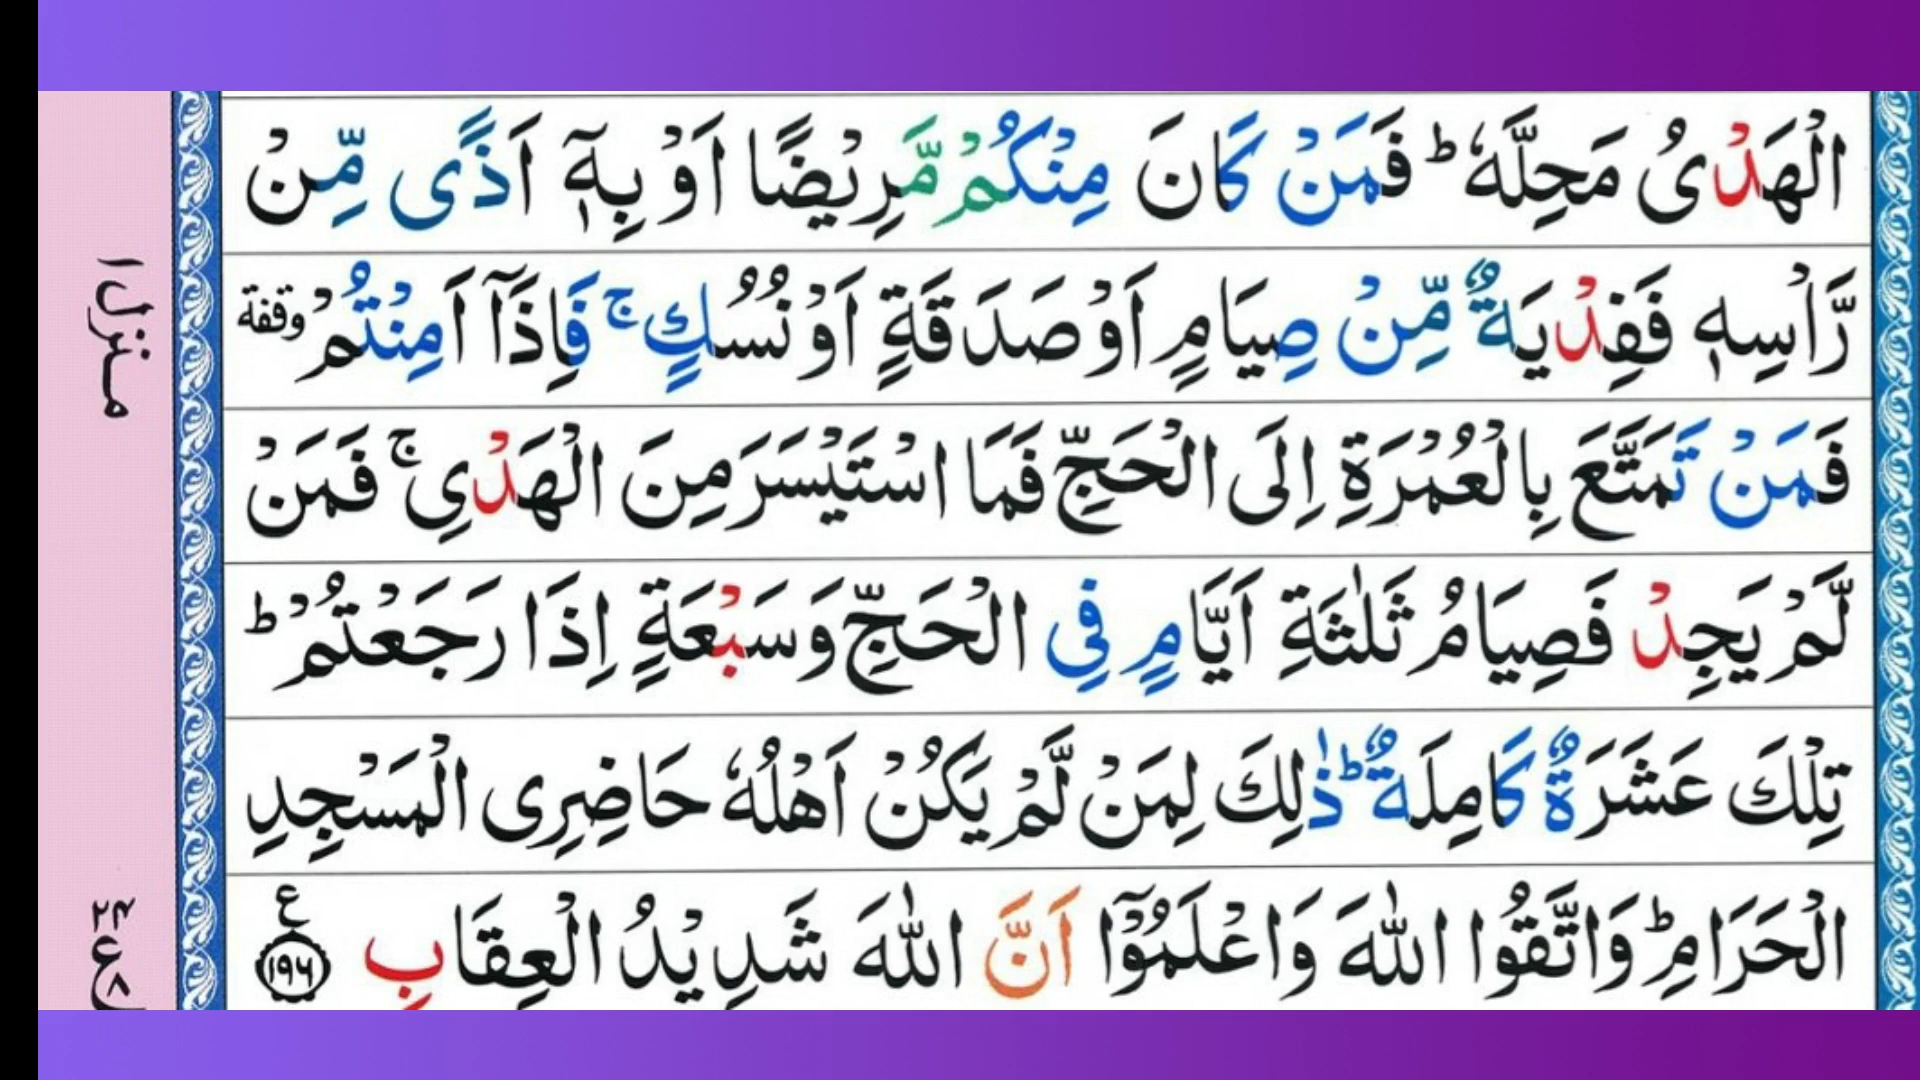 الْهَدْیُ مَحِلَّهٗ ؕ فَمَنْ كَانَ مِنْكُمْ مَّرِیْضًا اَوْ بِهٖۤ اَذًی مِّنْ
رَّاْسِهٖ فَفِدْیَةٌ مِّنْ صِیَامٍ اَوْ صَدَقَةٍ اَوْ نُسُكٍ ۚ فَاِذَاۤ اَمِنْتُمْ وقفة
فَمَنْ تَمَتَّعَ بِالْعُمْرَةِ اِلَی الْحَجِّ فَمَا اسْتَیْسَرَ مِنَ الْهَدْیِ ۚ فَمَنْ
لَّمْ یَجِدْ فَصِیَامُ ثَلٰثَةِ اَیَّامٍ فِی الْحَجِّ وَ سَبْعَةٍ اِذَا رَجَعْتُمْ ؕ
تِلْكَ عَشَرَةٌ كَامِلَةٌ ؕ ذٰلِكَ لِمَنْ لَّمْ یَكُنْ اَهْلُهٗ حَاضِرِی الْمَسْجِدِ
الْحَرَامِ ؕ وَاتَّقُوا اللّٰهَ وَاعْلَمُوْۤا اَنَّ اللّٰهَ شَدِیْدُ الْعِقَابِ ع ۱۹۶
منزل ۱